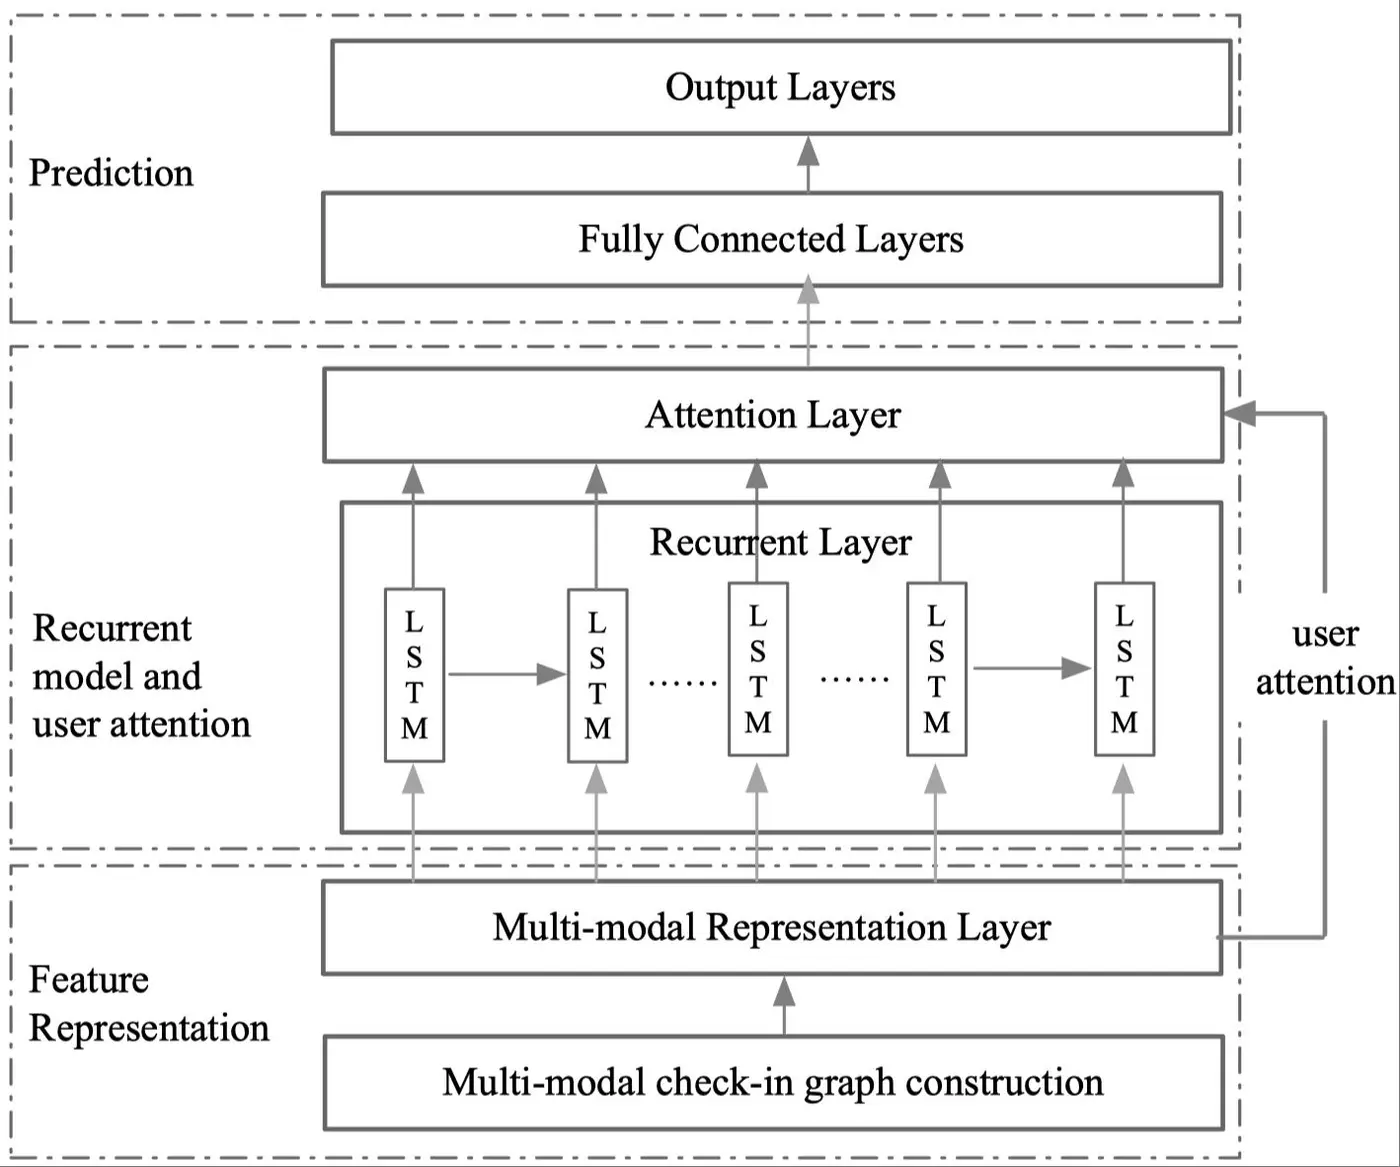 Output Layers
Prediction
Fully Connected Layers
Attention Layer
Recurrent Layer
L
S
T
M
L
S
T
M
......
L
S
T
M
......
L
S
T
M
L
S
T
M
Recurrent
model and
user attention
user
attention
Multi-modal Representation Layer
Feature
Representation
Multi-modal check-in graph construction